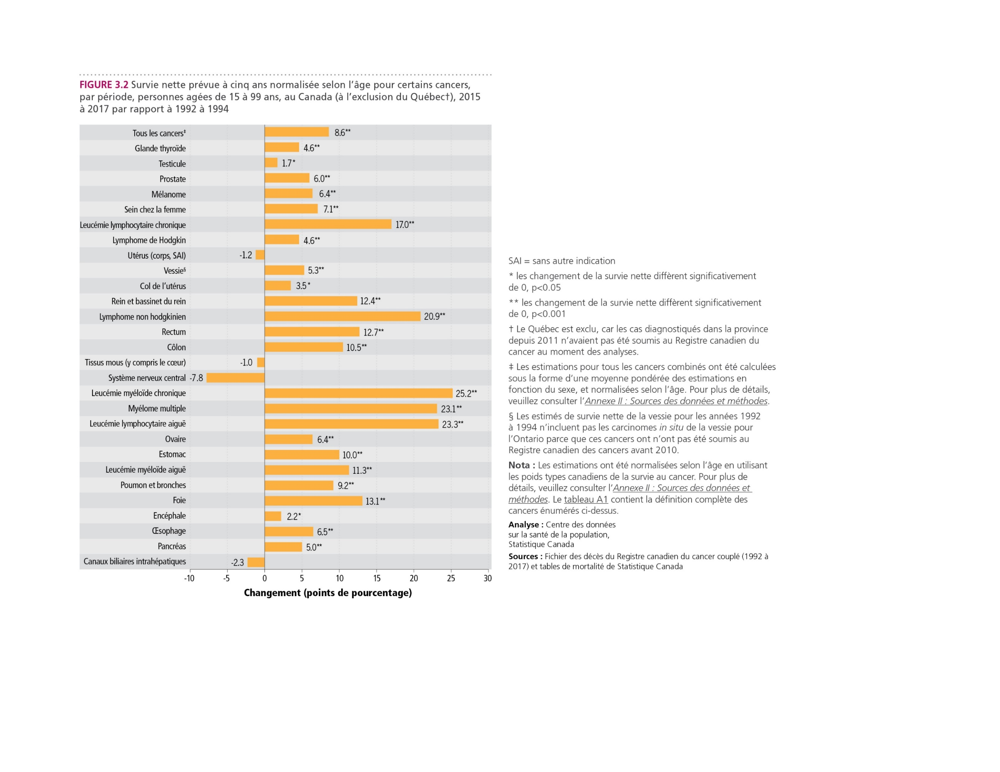 FIGURE 3.2 Survie nette prévue à cinq ans normalisée selon l’âge pour certains cancers,
par période, personnes agées de 15 à 99 ans, au Canada (à l’exclusion du Québec†), 2015
à 2017 par rapport à 1992 à 1994
Tous les cancers‡ 8.6**
Glande thyroïde 4.6**
Testicule 1.7*
Prostate 6.0**
Mélanome 6.4**
Sein chez la femme 7.1**
Leucémie lymphocytaire chronique 17.0**
Lymphome de Hodgkin 4.6**
Utérus (corps, SAI) -1.2
Vessie§ 5.3**
Col de l’utérus 3.5*
Rein et bassinet du rein 12.4**
Lymphome non hodgkinien 20.9**
Rectum 12.7**
Côlon 10.5**
Tissus mous (y compris le cœur) -1.0
Système nerveux central -7.8
Leucémie myéloïde chronique 25.2**
Myélome multiple 23.1**
Leucémie lymphocytaire aiguë 23.3**
Ovaire 6.4**
Estomac 10.0**
Leucémie myéloïde aiguë 11.3**
Poumon et bronches 9.2**
Foie 13.1**
Encéphale 2.2*
Œsophage 6.5**
Pancréas 5.0**
Canaux biliaires intrahépatiques -2.3
-10 -5 0 5 10 15 20 25 30
Changement (points de pourcentage)
SAI = sans autre indication
* les changement de la survie nette diffèrent significativement
de 0, p<0.05
** les changement de la survie nette diffèrent significativement
de 0, p<0.001
† Le Québec est exclu, car les cas diagnostiqués dans la province
depuis 2011 n’avaient pas été soumis au Registre canadien du
cancer au moment des analyses.
‡ Les estimations pour tous les cancers combinés ont été calculées
sous la forme d’une moyenne pondérée des estimations en
fonction du sexe, et normalisées selon l’âge. Pour plus de détails,
veuillez consulter l’Annexe II : Sources des données et méthodes.
§ Les estimés de survie nette de la vessie pour les années 1992
à 1994 n’incluent pas les carcinomes in situ de la vessie pour
l’Ontario parce que ces cancers ont n’ont pas été soumis au
Registre canadien des cancers avant 2010.
Nota : Les estimations ont été normalisées selon l’âge en utilisant
les poids types canadiens de la survie au cancer. Pour plus de
détails, veuillez consulter l’Annexe II : Sources des données et
méthodes. Le tableau A1 contient la définition complète des
cancers énumérés ci-dessus.
Analyse : Centre des données
sur la santé de la population,
Statistique Canada
Sources : Fichier des décès du Registre canadien du cancer couplé (1992 à
2017) et tables de mortalité de Statistique Canada